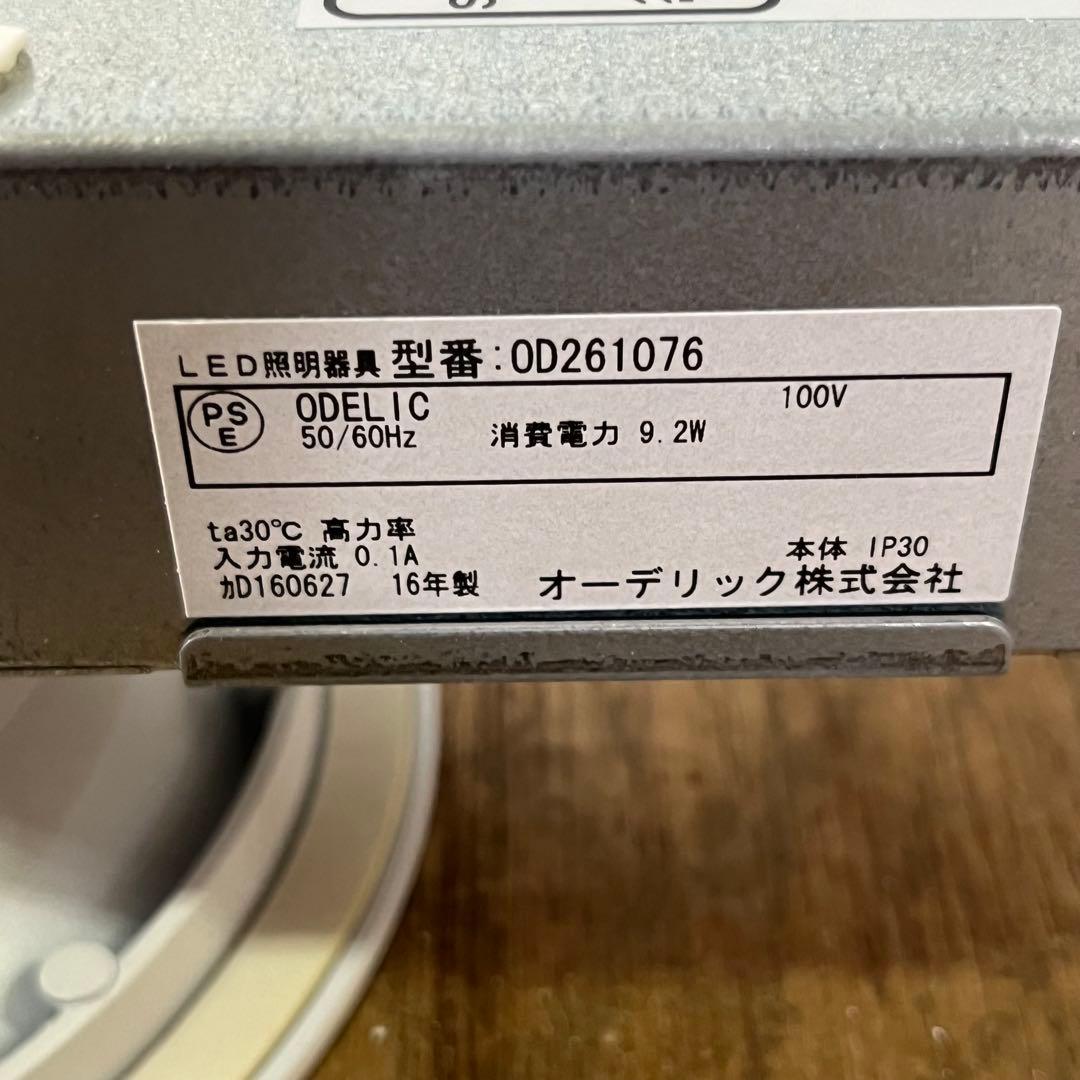 LED照明器具 型番:OD261076
PSE ODELIC 100V
50/60Hz 消費電力 9.2W
ta30℃ 高力率
入力電流 0.1A 本体 IP30
カD160627 16年製 オーデリック株式会社